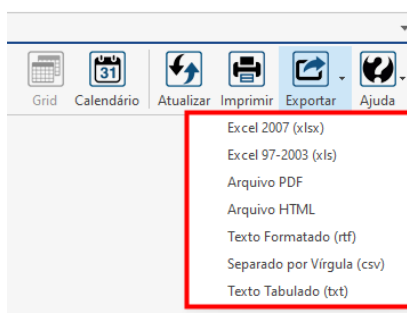 31
Grid Calendário Atualizar Imprimir Exportar Ajuda
Excel 2007 (xlsx)
Excel 97-2003 (xls)
Arquivo PDF
Arquivo HTML
Texto Formatado (rtf)
Separado por Vírgula (csv)
Texto Tabulado (txt)